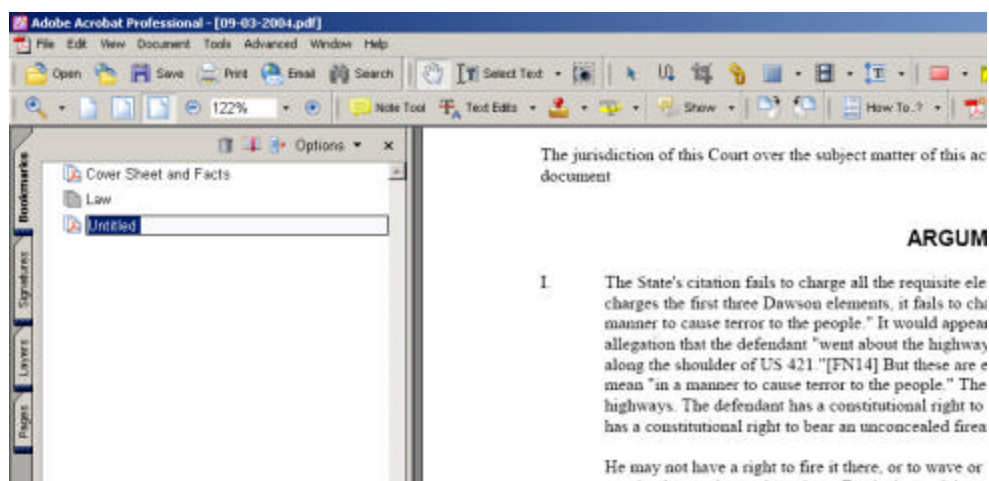 Adobe Acrobat Professional - [09-03-2004.pdf]
File Edit View Document Tools Advanced Window Help
Open Save Print Email Search Select Text
122% Note Tool Text Edits Show How To..?
Options
Bookmarks
Signatures
Layers
Pages
Cover Sheet and Facts
Law
Untitled
The jurisdiction of this Court over the subject matter of this ac
document
ARGUM
I. The State's citation fails to charge all the requisite ele
charges the first three Dawson elements, it fails to cha
manner to cause terror to the people." It would appear
allegation that the defendant "went about the highway
along the shoulder of US 421."[FN14] But these are e
mean "in a manner to cause terror to the people." The
highways. The defendant has a constitutional right to
has a constitutional right to bear an unconcealed firea
He may not have a right to fire it there, or to wave or